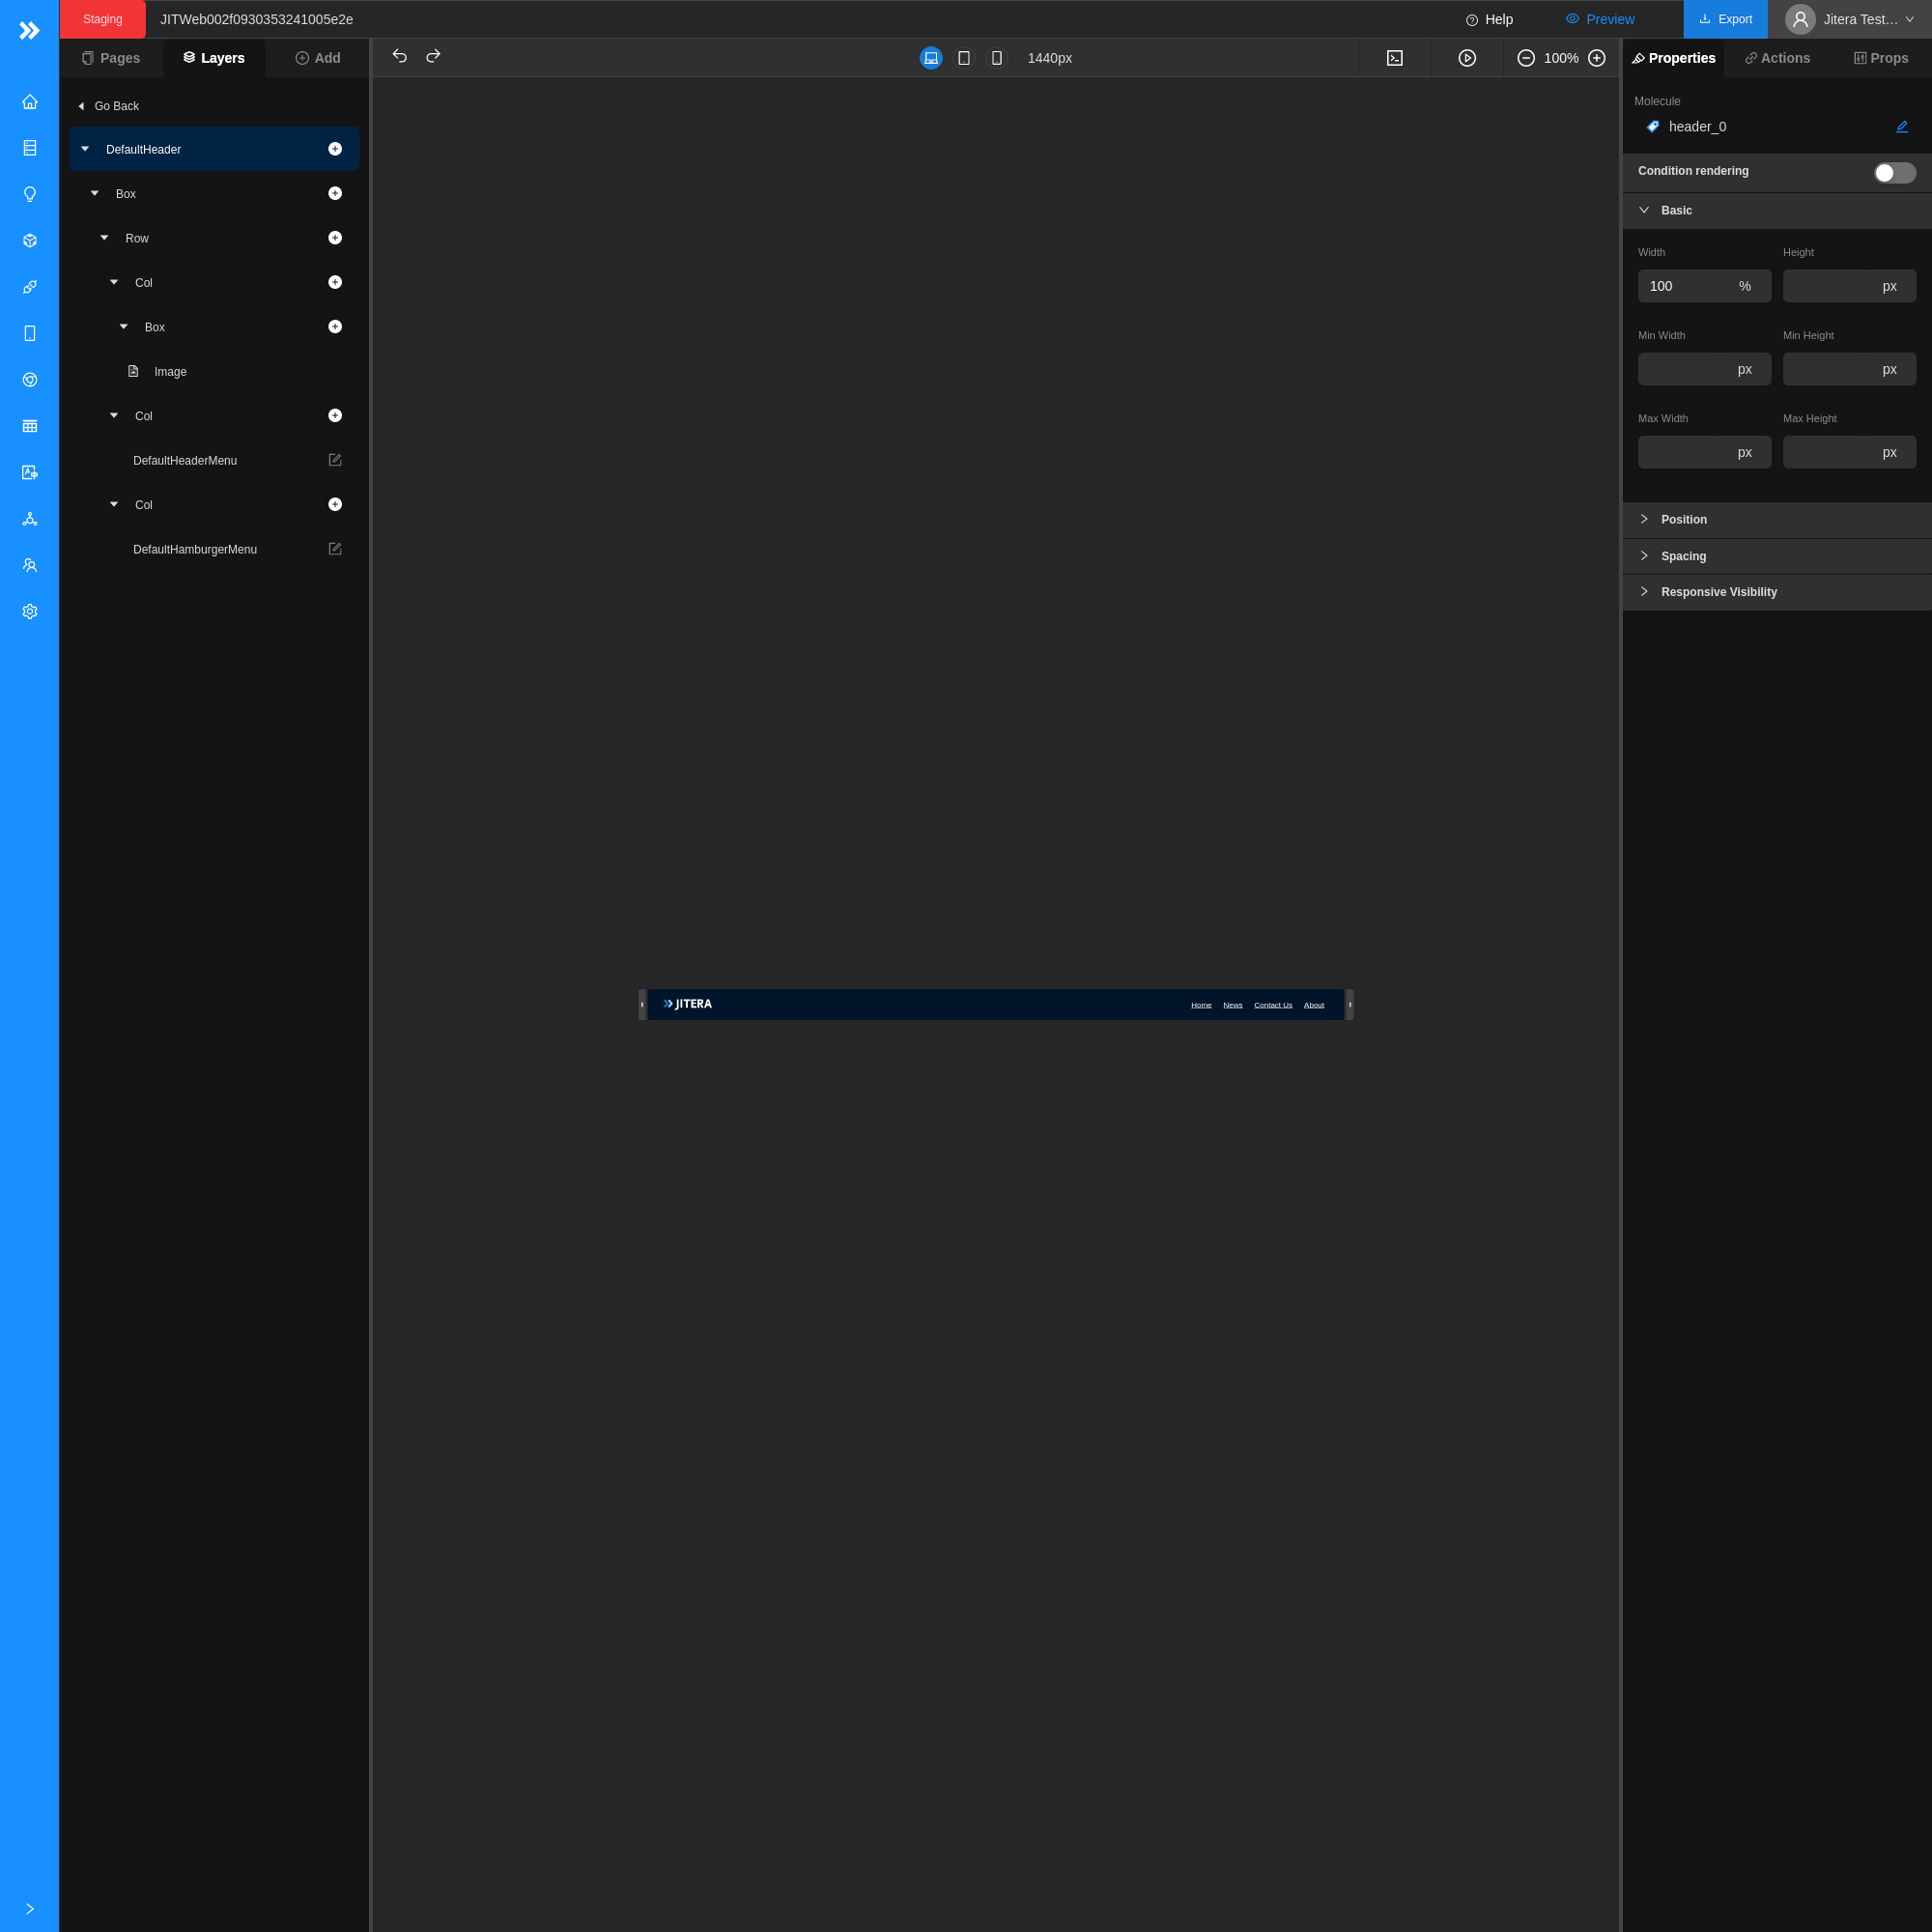 Staging
JITWeb002f0930353241005e2e
Help
Preview
Export
Jitera Test…
Pages
Layers
Add
1440px
100%
Properties
Actions
Props
Go Back
DefaultHeader
Box
Row
Col
Box
Image
Col
DefaultHeaderMenu
Col
DefaultHamburgerMenu
JITERA
Home
News
Contact Us
About
Molecule
header_0
Condition rendering
Basic
Width
Height
100 %
px
Min Width
Min Height
px
px
Max Width
Max Height
px
px
Position
Spacing
Responsive Visibility